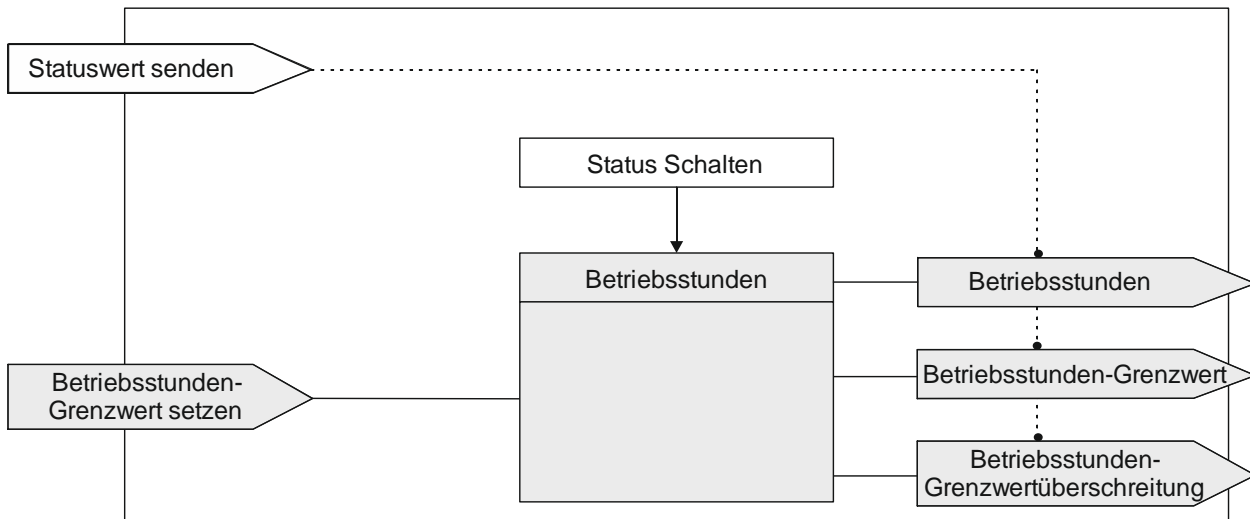 Statuswert senden
Status Schalten
Betriebsstunden
Betriebsstunden
Betriebsstunden-
Grenzwert setzen
Betriebsstunden-Grenzwert
Betriebsstunden-
Grenzwertüberschreitung